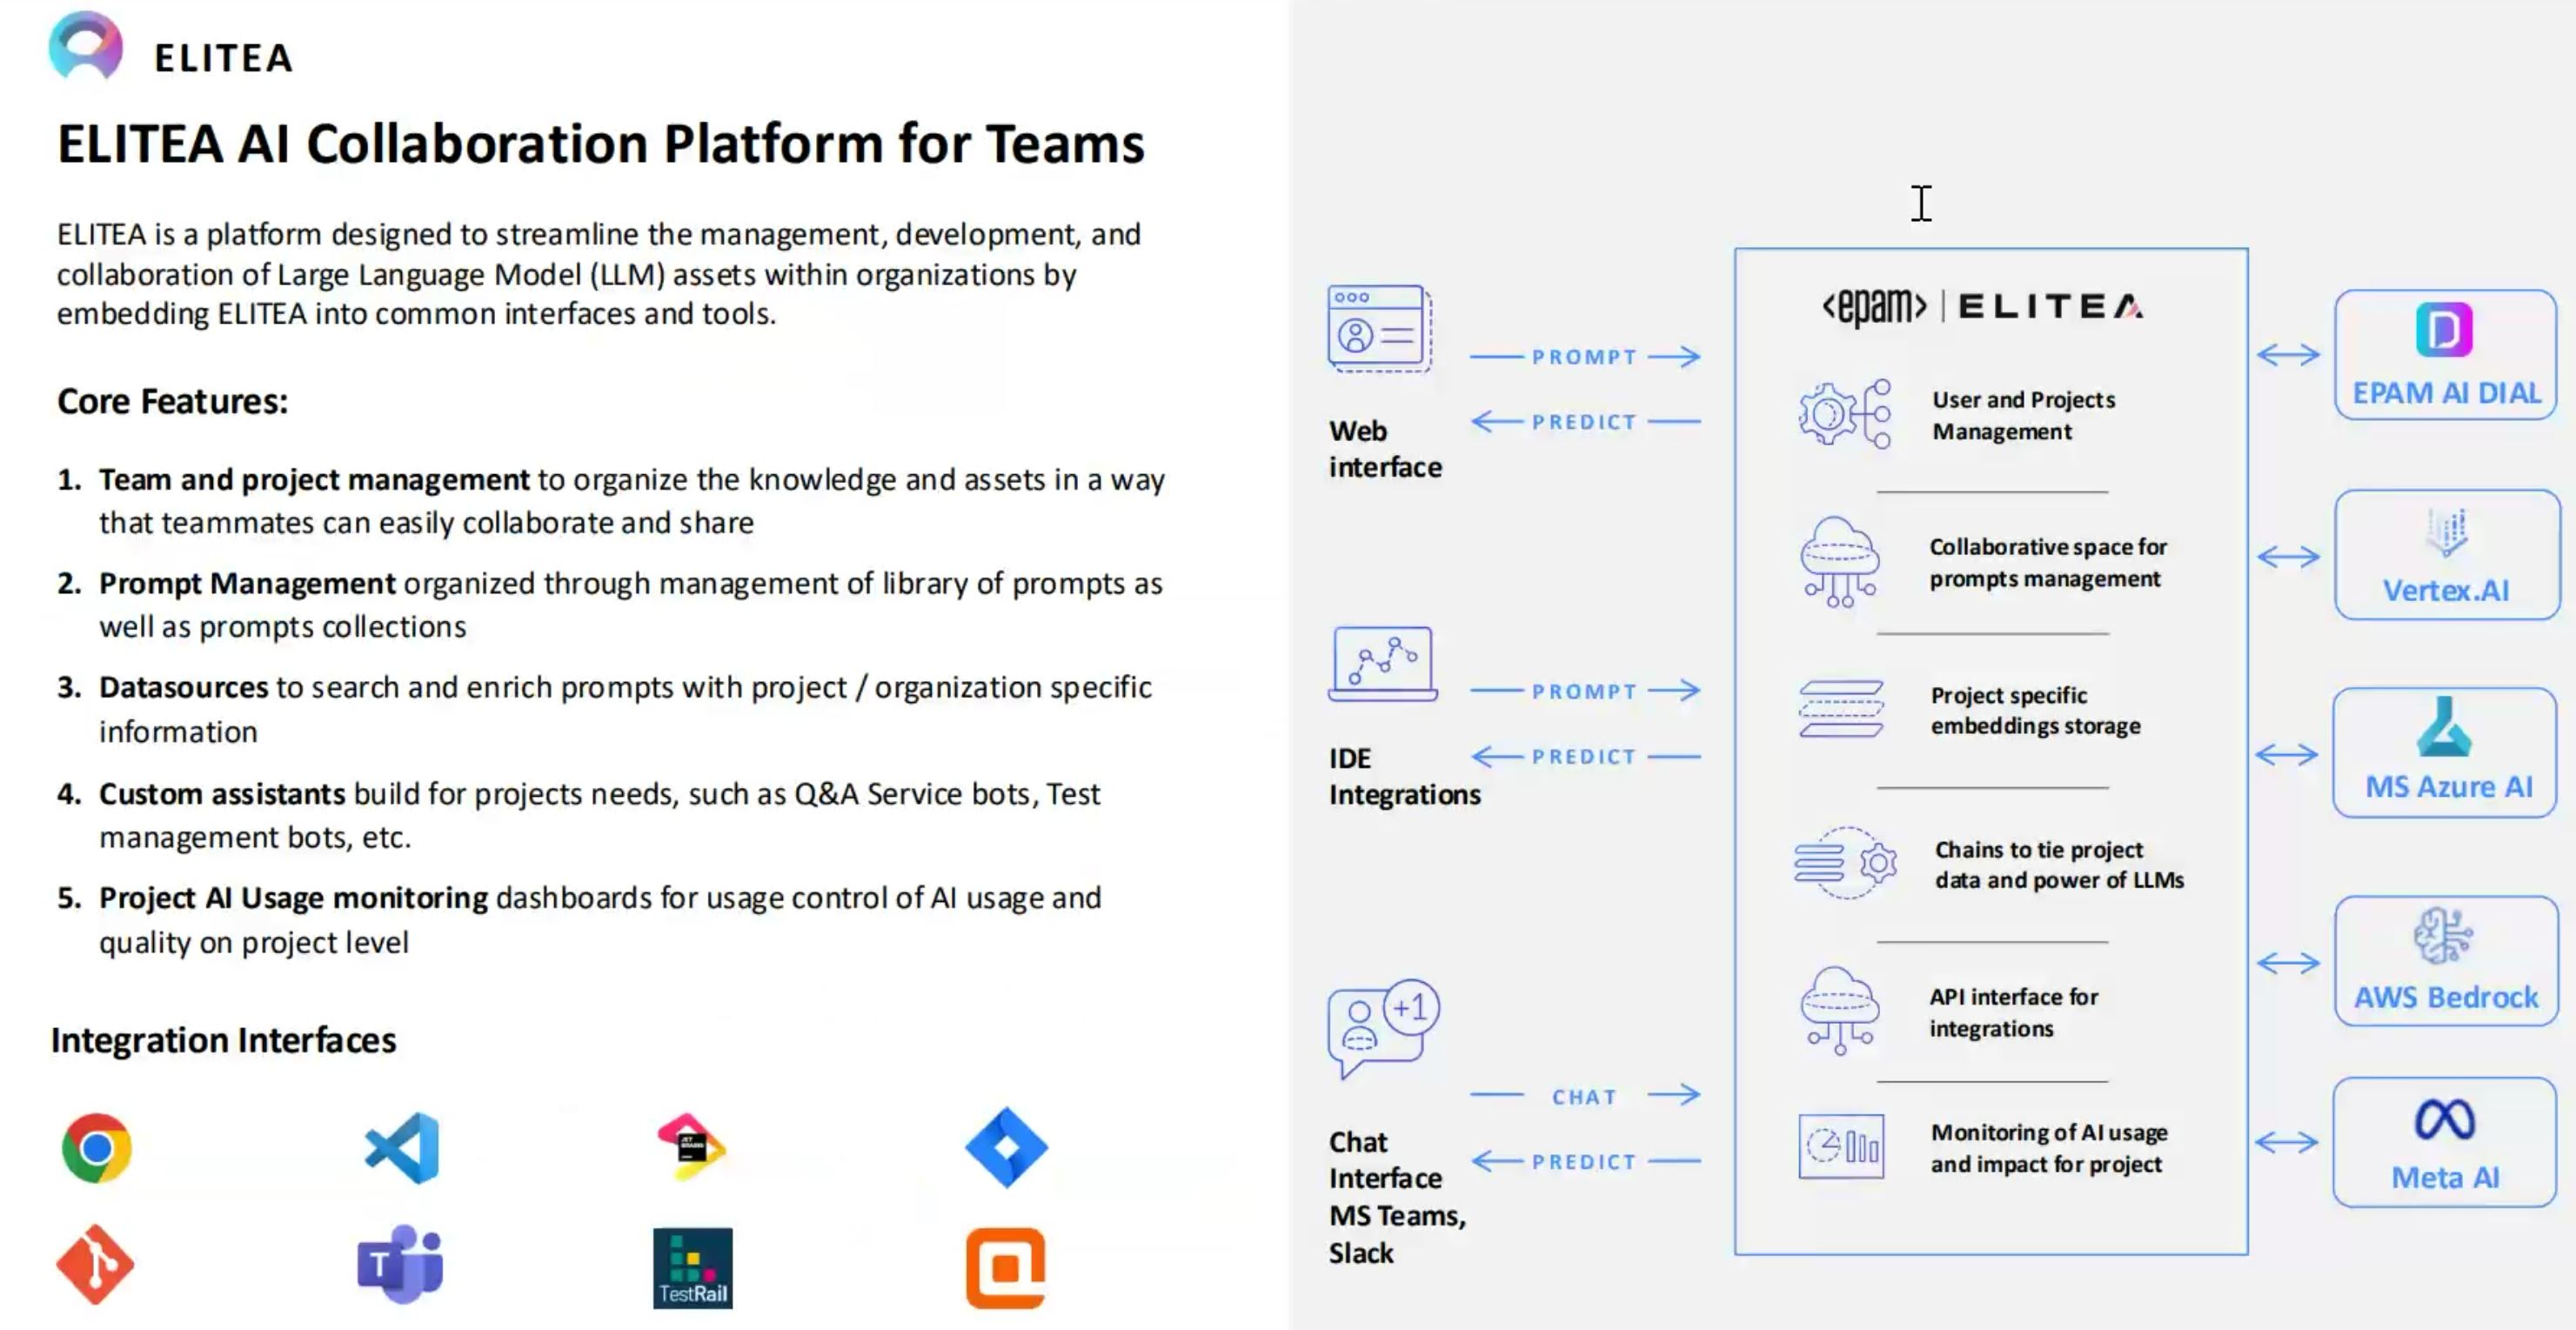 ELITEA
ELITEA AI Collaboration Platform for Teams
ELITEA is a platform designed to streamline the management, development, and
collaboration of Large Language Model (LLM) assets within organizations by
embedding ELITEA into common interfaces and tools.
Core Features:
1. Team and project management to organize the knowledge and assets in a way
that teammates can easily collaborate and share
2. Prompt Management organized through management of library of prompts as
well as prompts collections
3. Datasources to search and enrich prompts with project / organization specific
information
4. Custom assistants build for projects needs, such as Q&A Service bots, Test
management bots, etc.
5. Project AI Usage monitoring dashboards for usage control of AI usage and
quality on project level
Integration Interfaces
JET
BRAINS
T
TestRail
Web
interface
PROMPT
PREDICT
IDE
Integrations
PROMPT
PREDICT
+1
Chat
Interface
MS Teams,
Slack
CHAT
PREDICT
<epam> | ELITEA
User and Projects
Management
Collaborative space for
prompts management
Project specific
embeddings storage
Chains to tie project
data and power of LLMs
API interface for
integrations
Monitoring of AI usage
and impact for project
D
EPAM AI DIAL
Vertex.AI
MS Azure AI
AWS Bedrock
Meta AI